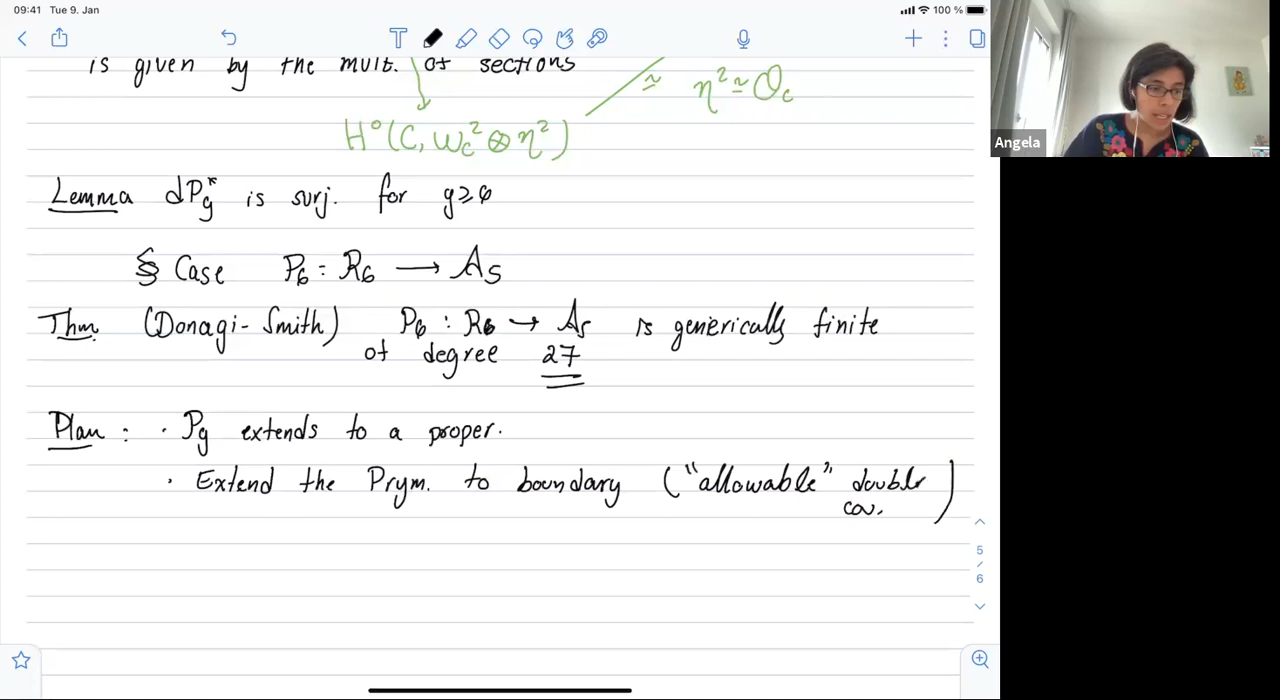 09:41 Tue 9. Jan
100 %
is given by the mult. of sections
η² ≃ O_C
H⁰(C, ω_C² ⊗ η²)
≃
Angela
Lemma dP_g^* is surj. for g ≥ 6
§ Case P_6 : R_6 → A_5
Thm (Donagi-Smith) P_6 : R_6 → A_5 is generically finite
of degree 27
Plan : · P_g extends to a proper.
· Extend the Prym. to boundary ("allowable" double
cov. )
5
/
6